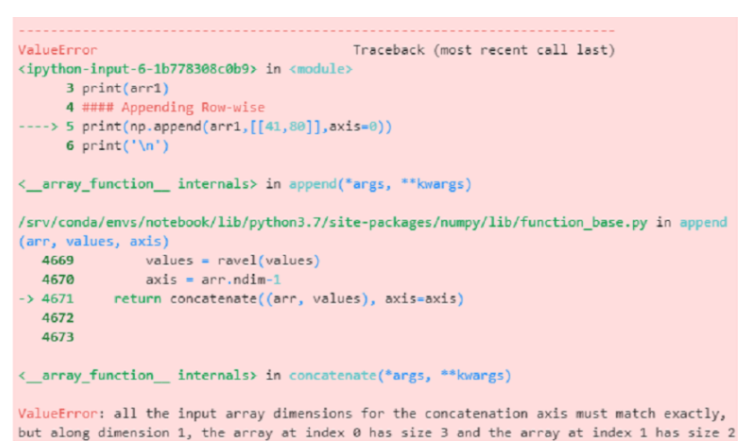 ---------------------------------------------------------------------------
ValueError                                Traceback (most recent call last)
<ipython-input-6-1b778308c0b9> in <module>
      3 print(arr1)
      4 #### Appending Row-wise
----> 5 print(np.append(arr1,[[41,80]],axis=0))
      6 print('\n')
<__array_function__ internals> in append(*args, **kwargs)
/srv/conda/envs/notebook/lib/python3.7/site-packages/numpy/lib/function_base.py in append
(arr, values, axis)
   4669         values = ravel(values)
   4670         axis = arr.ndim-1
-> 4671     return concatenate((arr, values), axis=axis)
   4672
   4673
<__array_function__ internals> in concatenate(*args, **kwargs)
ValueError: all the input array dimensions for the concatenation axis must match exactly,
but along dimension 1, the array at index 0 has size 3 and the array at index 1 has size 2